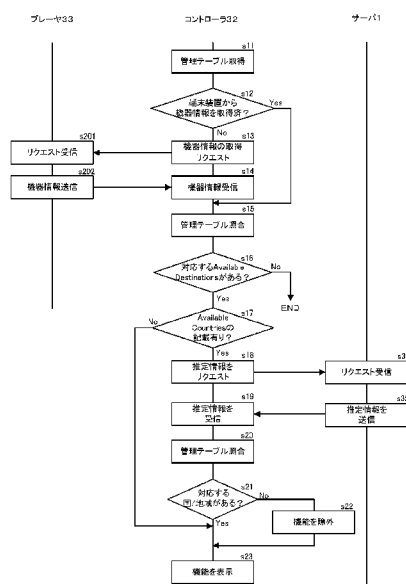 プレーヤ33
コントローラ32
サーバ1
s11
管理テーブル取得
s12
端末装置から
機器情報を取得済?
Yes
No
s201
リクエスト受信
s13
機器情報の取得
リクエスト
s202
機器情報送信
s14
機器情報受信
s15
管理テーブル照合
s16
対応するAvailable
Destinationsがある?
No
Yes
END
s17
Available
Countriesの
記載有り?
No
Yes
s18
推定情報を
リクエスト
リクエスト受信
s19
推定情報を
受信
推定情報を
送信
s20
管理テーブル照合
s21
対応する
国/地域がある?
No
Yes
s22
機能を除外
s23
機能を表示